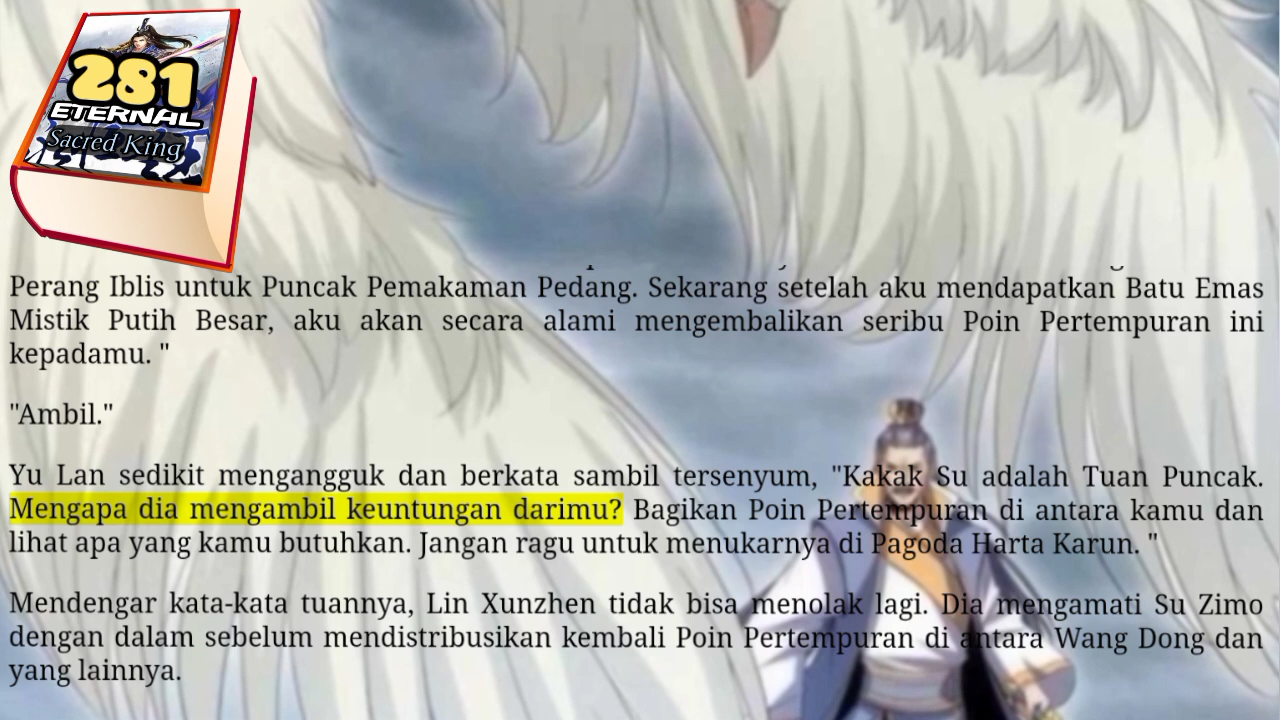 281
ETERNAL
Sacred King
Perang Iblis untuk Puncak Pemakaman Pedang. Sekarang setelah aku mendapatkan Batu Emas
Mistik Putih Besar, aku akan secara alami mengembalikan seribu Poin Pertempuran ini
kepadamu. "
"Ambil."
Yu Lan sedikit mengangguk dan berkata sambil tersenyum, "Kakak Su adalah Tuan Puncak.
Mengapa dia mengambil keuntungan darimu? Bagikan Poin Pertempuran di antara kamu dan
lihat apa yang kamu butuhkan. Jangan ragu untuk menukarnya di Pagoda Harta Karun. "
Mendengar kata-kata tuannya, Lin Xunzhen tidak bisa menolak lagi. Dia mengamati Su Zimo
dengan dalam sebelum mendistribusikan kembali Poin Pertempuran di antara Wang Dong dan
yang lainnya.